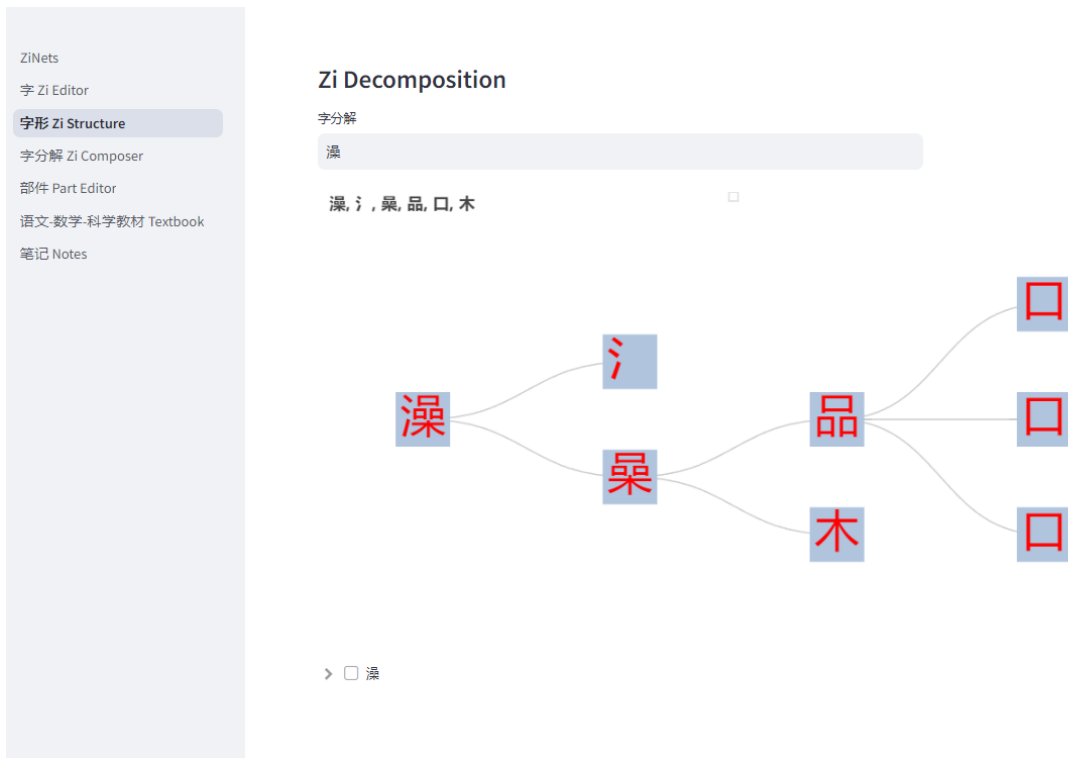 ZiNets
字 Zi Editor
字形 Zi Structure
字分解 Zi Composer
部件 Part Editor
语文-数学-科学教材 Textbook
笔记 Notes
Zi Decomposition
字分解
澡
澡, 氵, 喿, 品, 口, 木
口
氵
澡
品
口
喿
木
口
澡